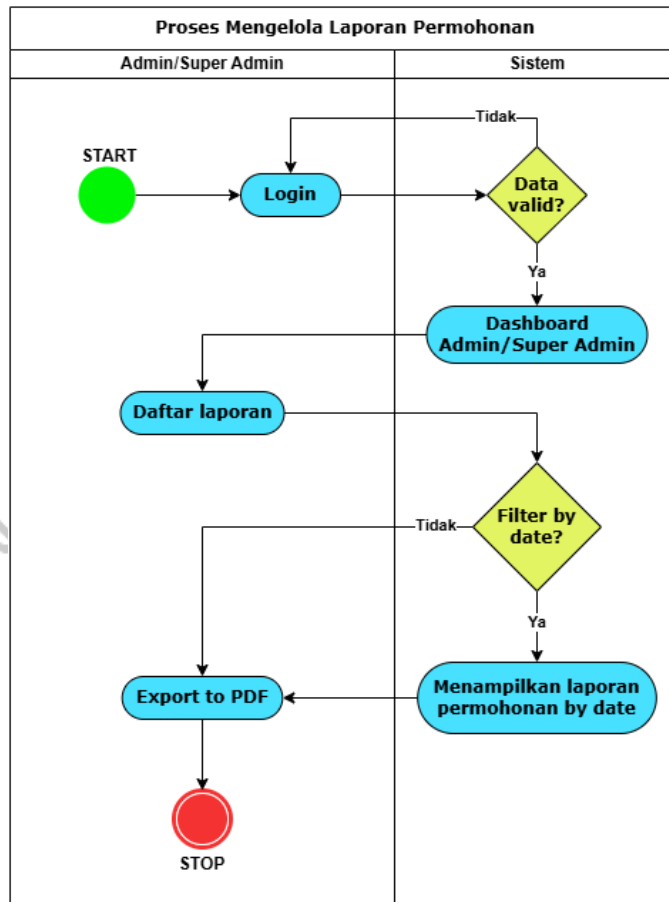 Proses Mengelola Laporan Permohonan
Admin/Super Admin
Sistem
Tidak
START
Login
Data
valid?
Ya
Dashboard
Admin/Super Admin
Daftar laporan
Filter by
date?
Tidak
Ya
Export to PDF
Menampilkan laporan
permohonan by date
STOP